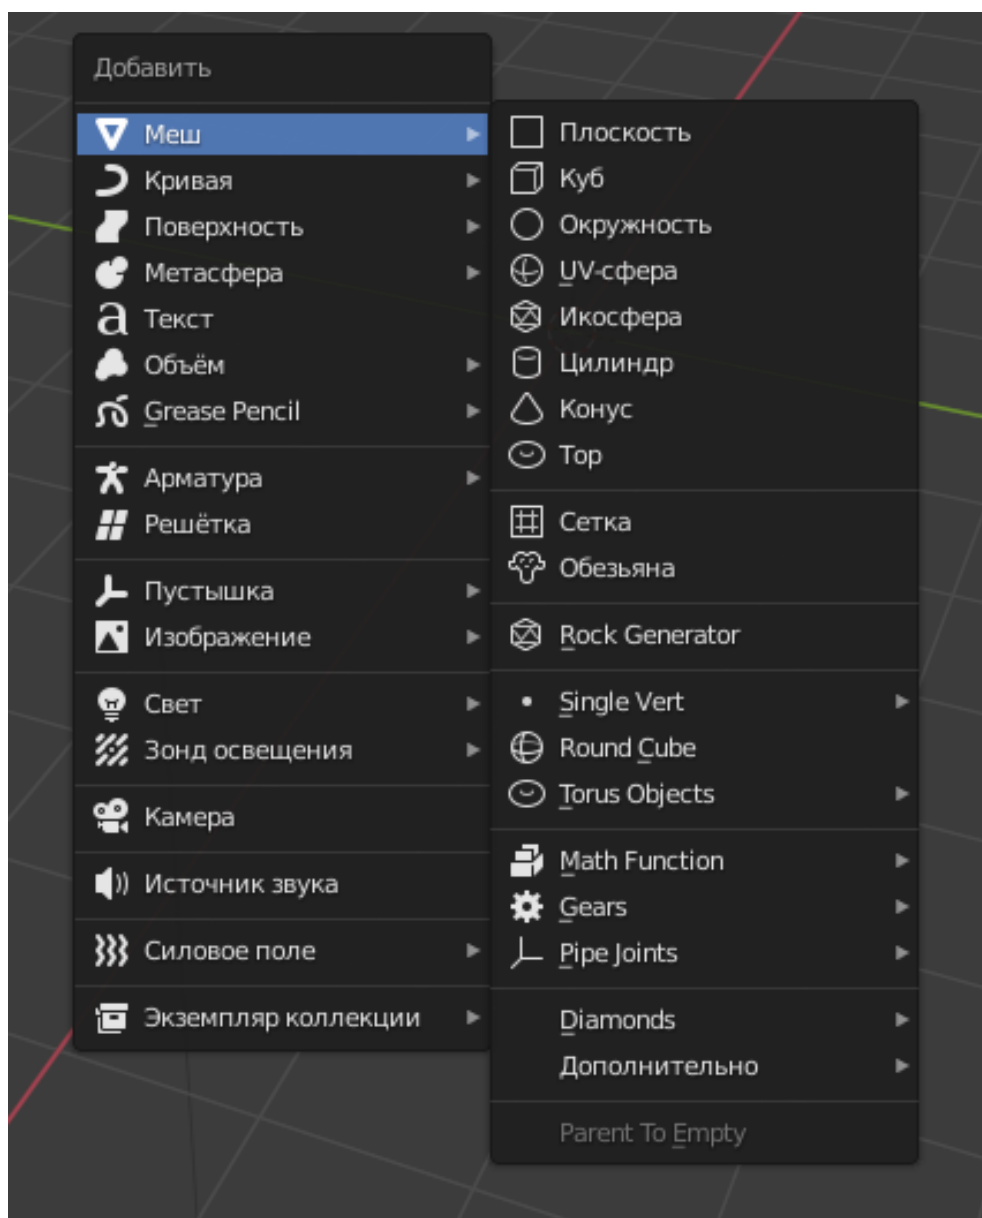 Добавить
Меш
Кривая
Поверхность
Метасфера
Текст
Объём
Grease Pencil
Арматура
Решётка
Пустышка
Изображение
Свет
Зонд освещения
Камера
Источник звука
Силовое поле
Экземпляр коллекции
Плоскость
Куб
Окружность
UV-сфера
Икосфера
Цилиндр
Конус
Тор
Сетка
Обезьяна
Rock Generator
Single Vert
Round Cube
Torus Objects
Math Function
Gears
Pipe Joints
Diamonds
Дополнительно
Parent To Empty